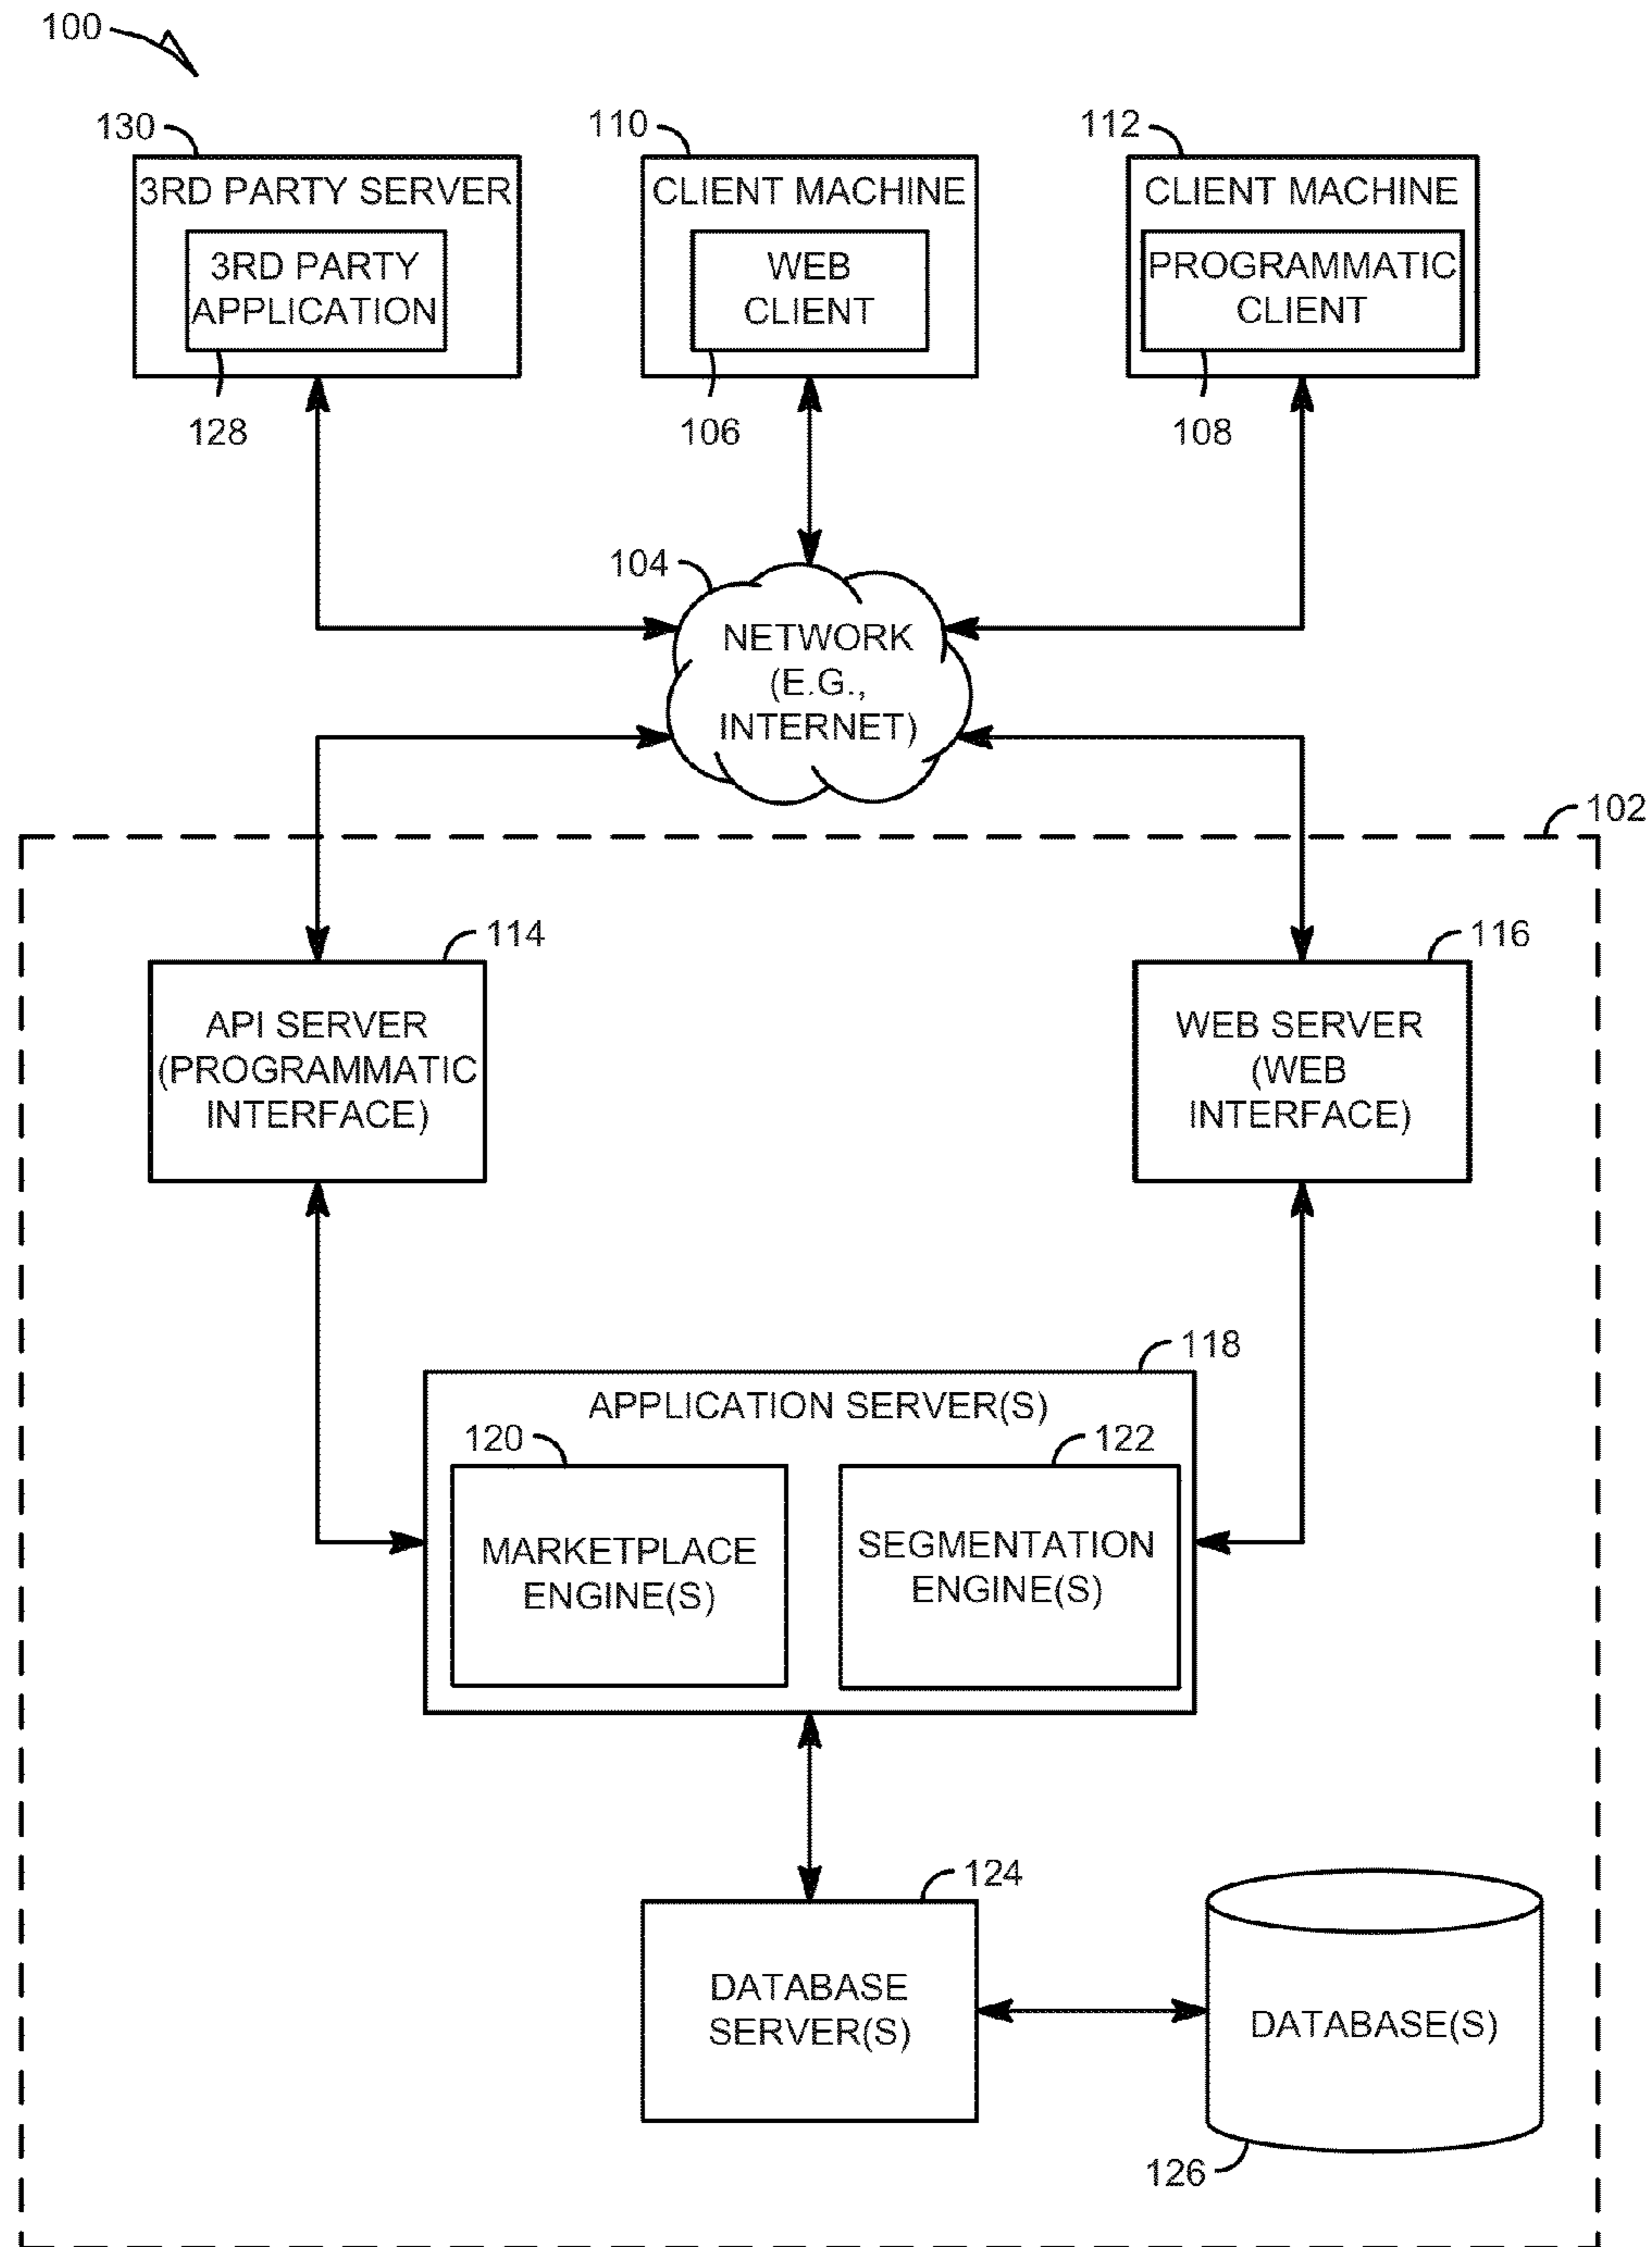 100
130
110
112
3RD PARTY SERVER
CLIENT MACHINE
CLIENT MACHINE
3RD PARTY
APPLICATION
WEB
CLIENT
PROGRAMMATIC
CLIENT
128
106
108
104
NETWORK
(E.G.,
INTERNET)
102
114
116
API SERVER
(PROGRAMMATIC
INTERFACE)
WEB SERVER
(WEB
INTERFACE)
118
APPLICATION SERVER(S)
120
122
MARKETPLACE
ENGINE(S)
SEGMENTATION
ENGINE(S)
124
DATABASE
SERVER(S)
DATABASE(S)
126